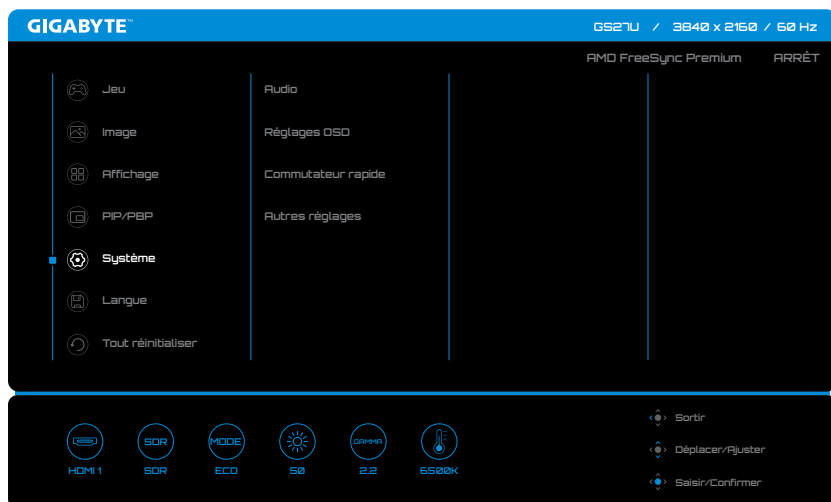 GIGABYTE™ GS27U / 3840 x 2160 / 60 Hz
AMD FreeSync Premium ARRÊT
Jeu Audio
Image Réglages OSD
Affichage Commutateur rapide
PIP/PBP Autres réglages
Système
Langue
Tout réinitialiser
Sortir
SDR MODE GAMMA
Déplacer/Ajuster
HDMI 1 SDR ECO 50 2.2 6500K
Saisir/Confirmer